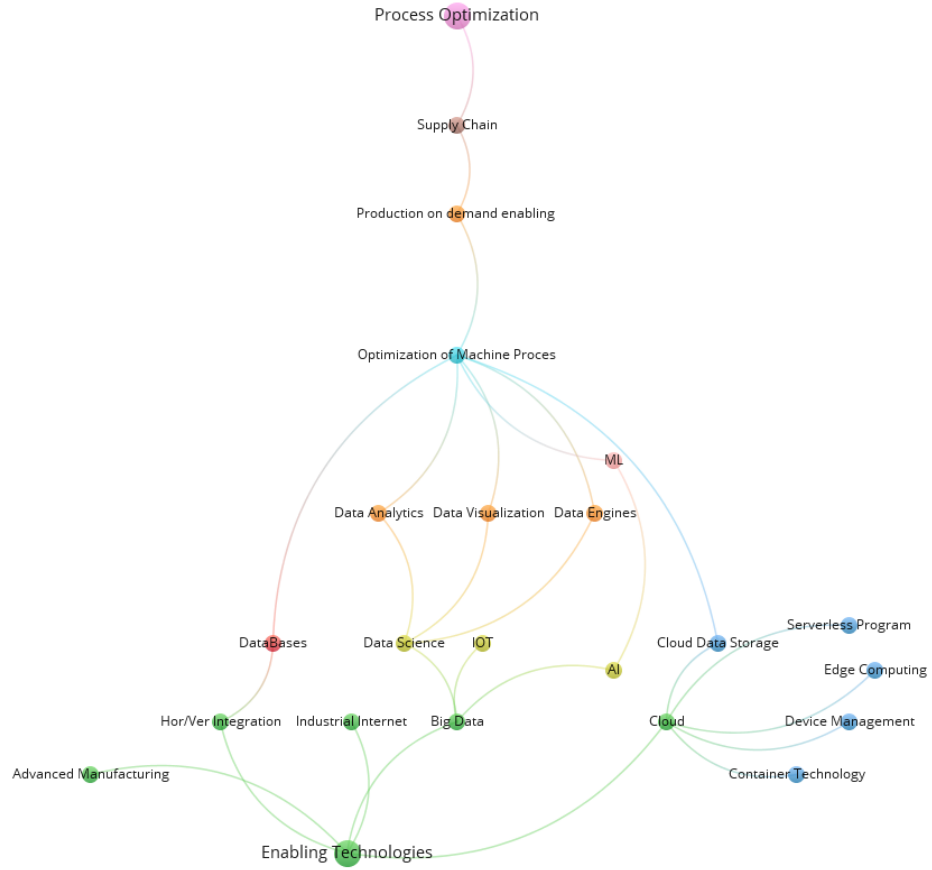 Process Optimization
Supply Chain
Production on demand enabling
Optimization of Machine Proces
ML
Data Analytics
Data Visualization
Data Engines
Serverless Program
DataBases
Data Science
IOT
Cloud Data Storage
AI
Edge Computing
Hor/Ver Integration
Industrial Internet
Big Data
Cloud
Device Management
Advanced Manufacturing
Container Technology
Enabling Technologies